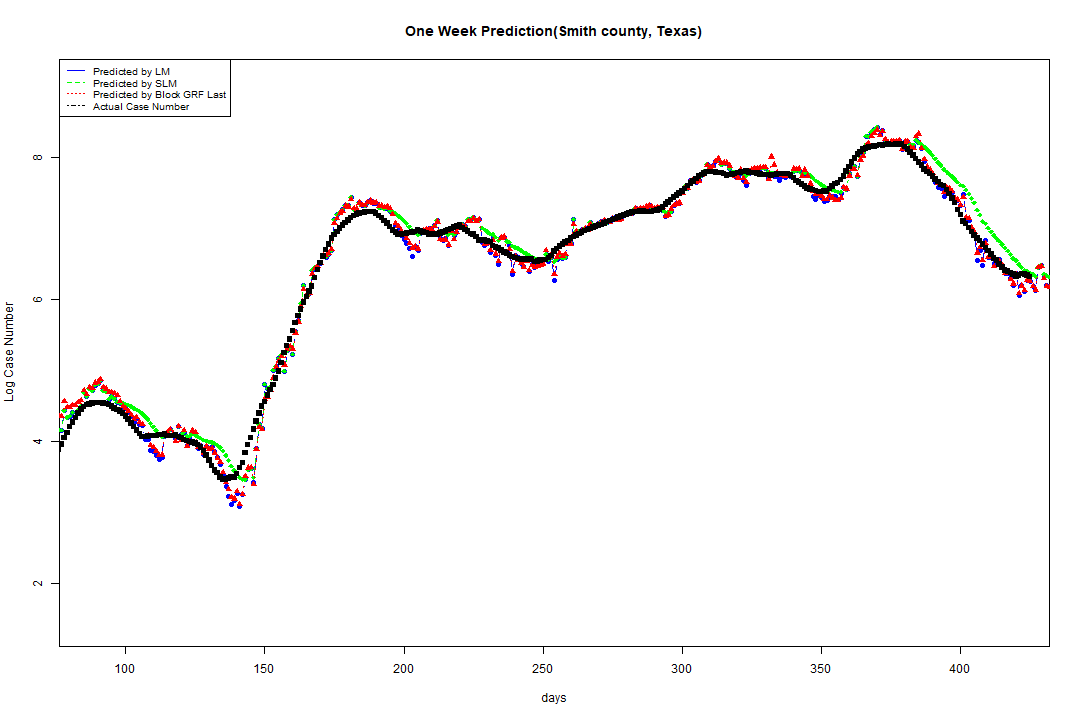 One Week Prediction(Smith county, Texas)
Predicted by LM
Predicted by SLM
Predicted by Block GRF Last
Actual Case Number
8
6
4
2
Log Case Number
100 150 200 250 300 350 400
days